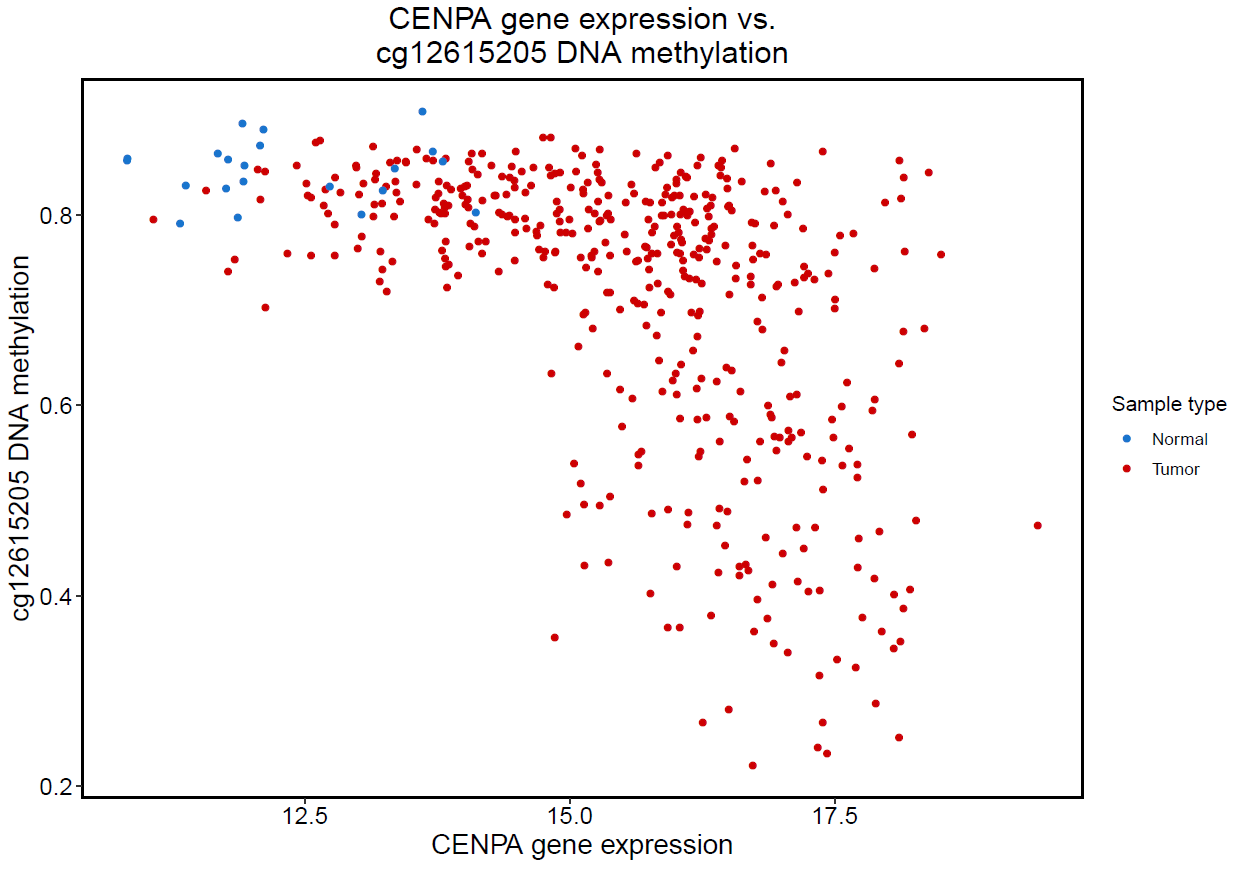 CENPA gene expression vs.
cg12615205 DNA methylation
cg12615205 DNA methylation
0.8
0.6
0.4
0.2
12.5
15.0
17.5
CENPA gene expression
Sample type
Normal
Tumor